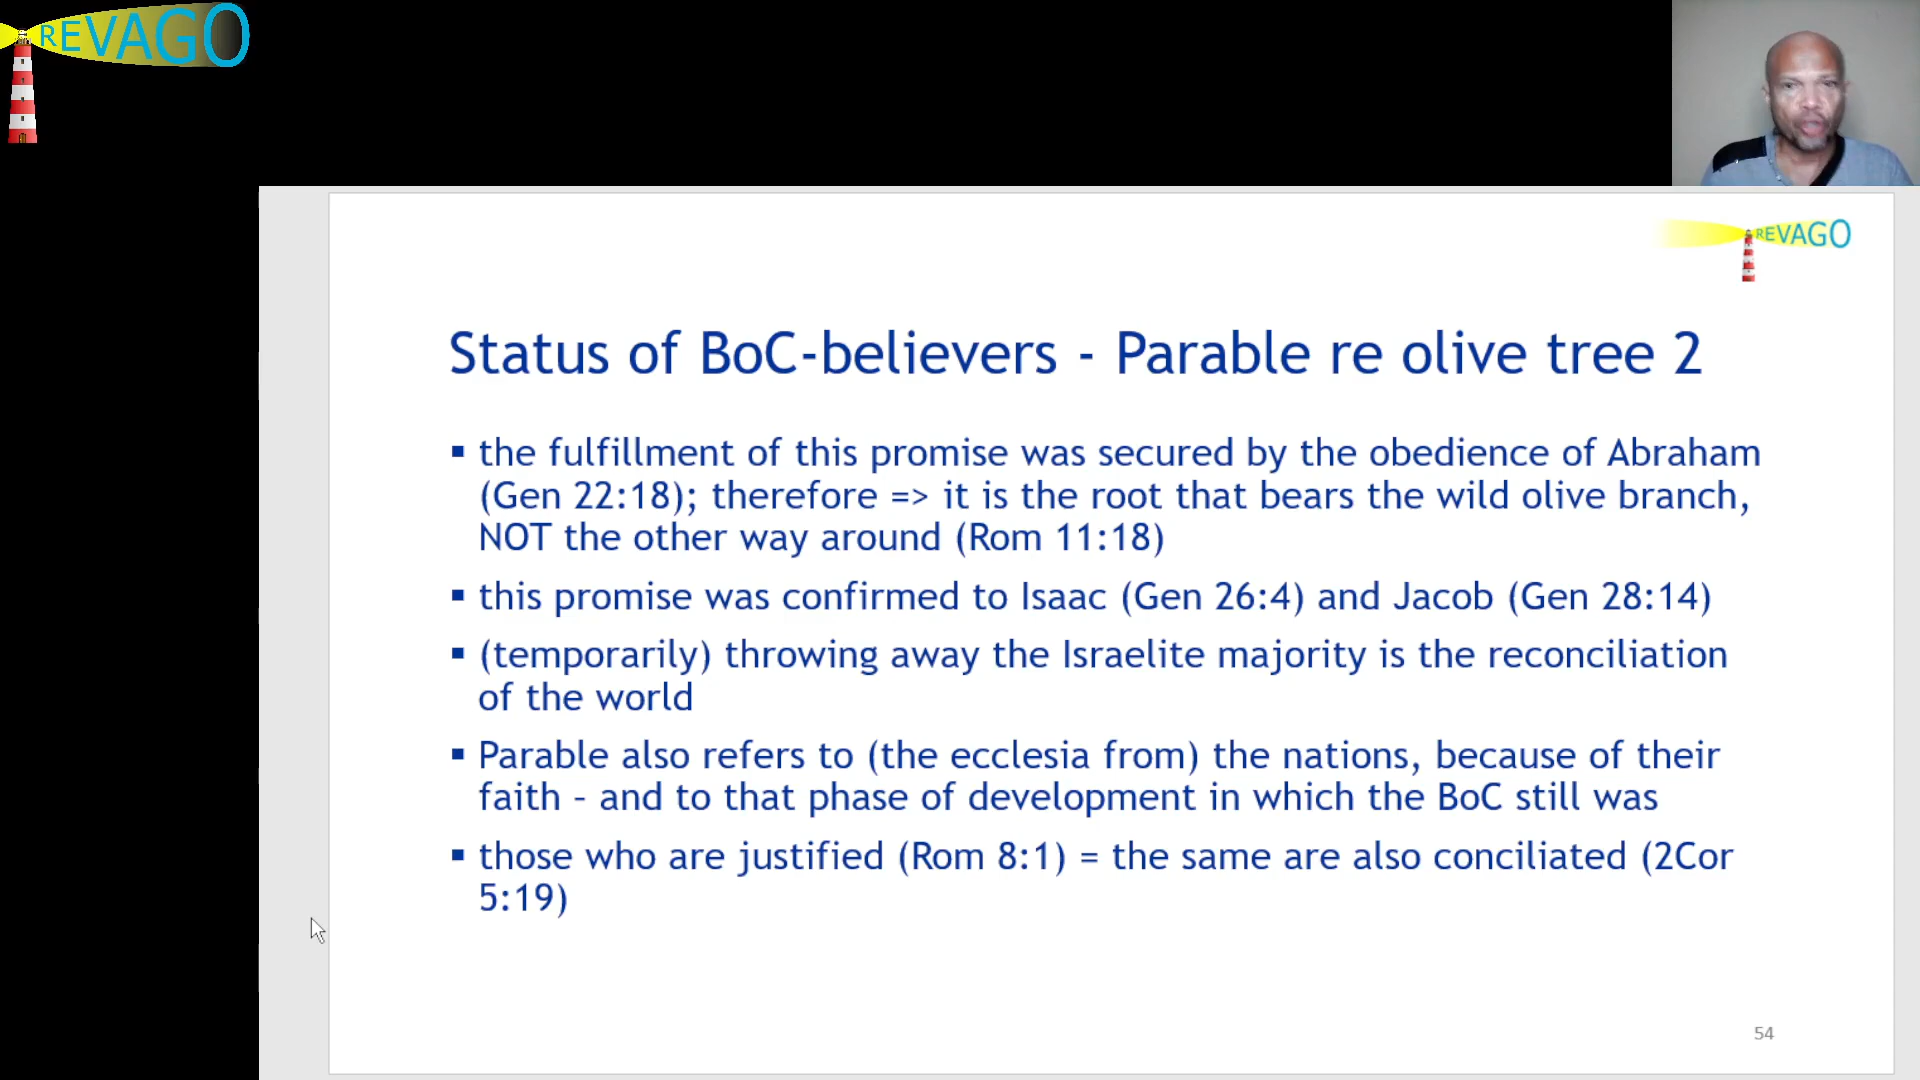 REVAGO
REVAGO
Status of BoC-believers - Parable re olive tree 2
▪ the fulfillment of this promise was secured by the obedience of Abraham
(Gen 22:18); therefore => it is the root that bears the wild olive branch,
NOT the other way around (Rom 11:18)
▪ this promise was confirmed to Isaac (Gen 26:4) and Jacob (Gen 28:14)
▪ (temporarily) throwing away the Israelite majority is the reconciliation
of the world
▪ Parable also refers to (the ecclesia from) the nations, because of their
faith – and to that phase of development in which the BoC still was
▪ those who are justified (Rom 8:1) = the same are also conciliated (2Cor
5:19)
54